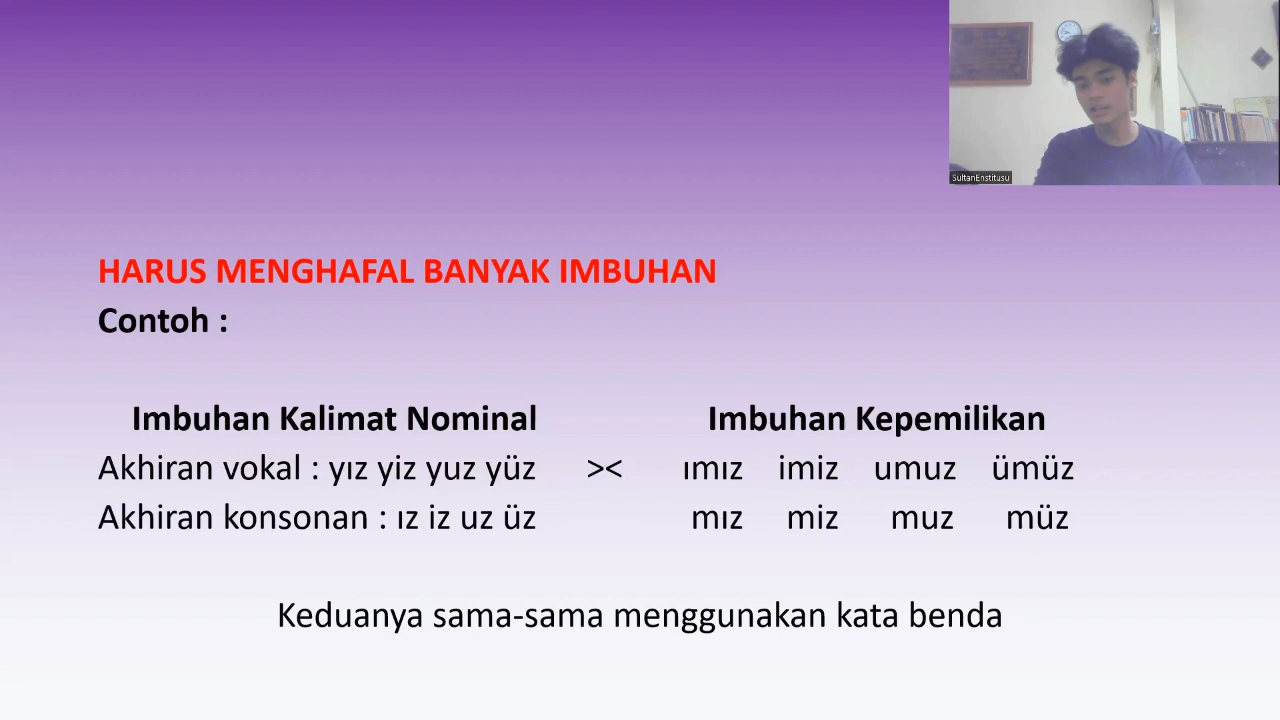 SultanEnstitusu
HARUS MENGHAFAL BANYAK IMBUHAN
Contoh :
Imbuhan Kalimat Nominal Imbuhan Kepemilikan
Akhiran vokal : yız yiz yuz yüz >< ımız imiz umuz ümüz
Akhiran konsonan : ız iz uz üz mız miz muz müz
Keduanya sama-sama menggunakan kata benda